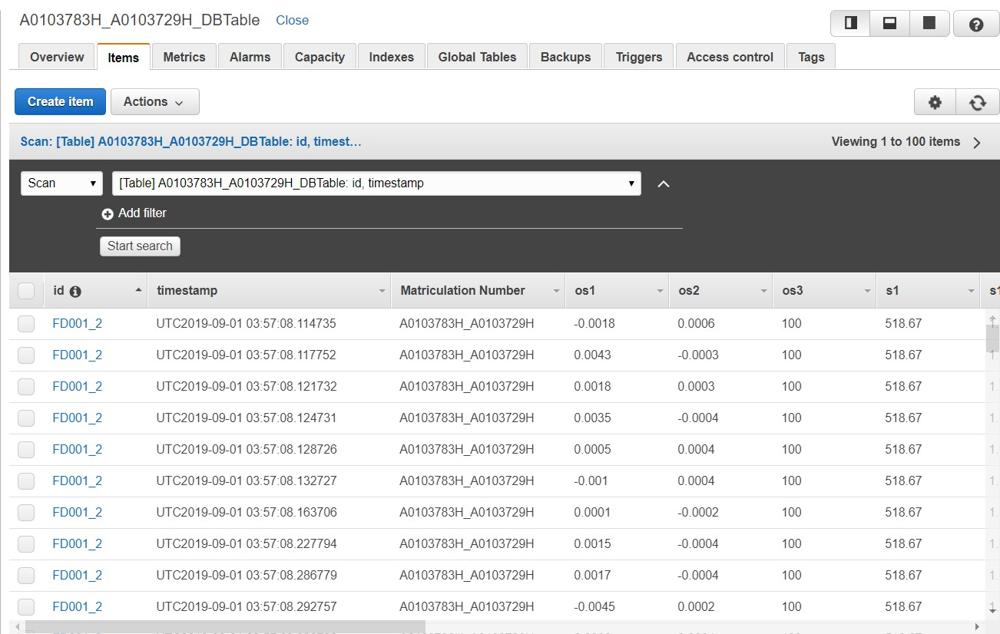 A0103783H_A0103729H_DBTable Close
Overview Items Metrics Alarms Capacity Indexes Global Tables Backups Triggers Access control Tags
Create item Actions
Scan: [Table] A0103783H_A0103729H_DBTable: id, timest… Viewing 1 to 100 items
Scan [Table] A0103783H_A0103729H_DBTable: id, timestamp
Add filter
Start search
id timestamp Matriculation Number os1 os2 os3 s1 s1
FD001_2 UTC2019-09-01 03:57:08.114735 A0103783H_A0103729H -0.0018 0.0006 100 518.67 1.
FD001_2 UTC2019-09-01 03:57:08.117752 A0103783H_A0103729H 0.0043 -0.0003 100 518.67 1.
FD001_2 UTC2019-09-01 03:57:08.121732 A0103783H_A0103729H 0.0018 0.0003 100 518.67 1.
FD001_2 UTC2019-09-01 03:57:08.124731 A0103783H_A0103729H 0.0035 -0.0004 100 518.67 1.
FD001_2 UTC2019-09-01 03:57:08.128726 A0103783H_A0103729H 0.0005 0.0004 100 518.67 1.
FD001_2 UTC2019-09-01 03:57:08.132727 A0103783H_A0103729H -0.001 0.0004 100 518.67 1.
FD001_2 UTC2019-09-01 03:57:08.163706 A0103783H_A0103729H 0.0001 -0.0002 100 518.67 1.
FD001_2 UTC2019-09-01 03:57:08.227794 A0103783H_A0103729H 0.0015 -0.0004 100 518.67 1.
FD001_2 UTC2019-09-01 03:57:08.286779 A0103783H_A0103729H 0.0017 -0.0004 100 518.67 1.
FD001_2 UTC2019-09-01 03:57:08.292757 A0103783H_A0103729H -0.0045 0.0002 100 518.67 1.